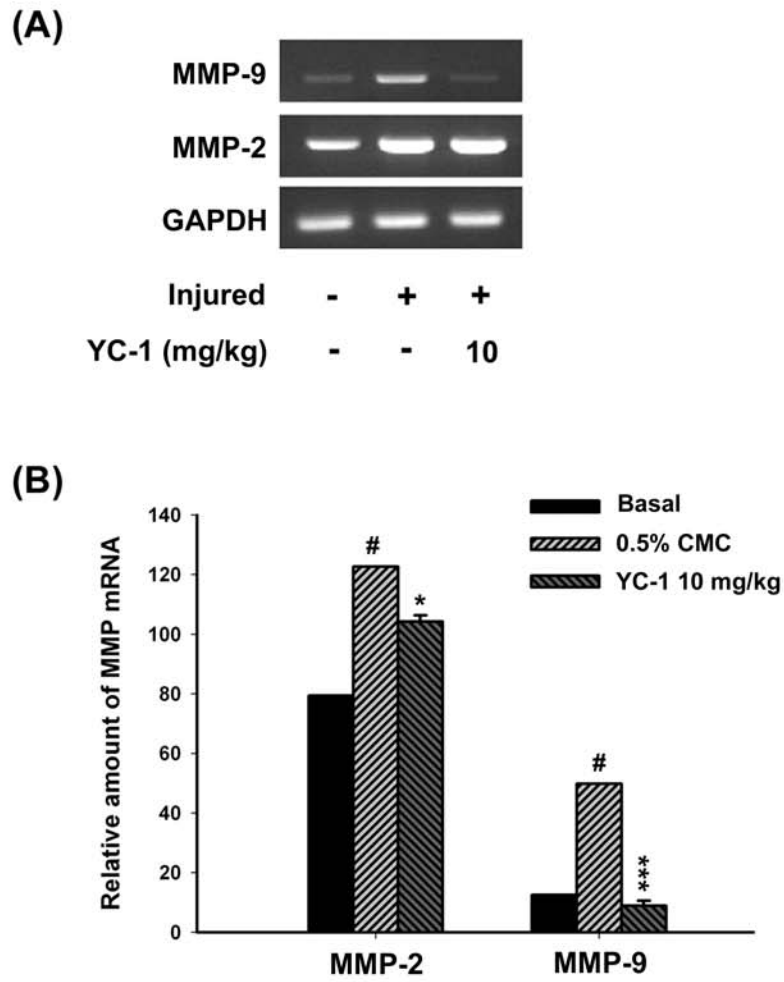 (A)
MMP-9
MMP-2
GAPDH
Injured - + +
YC-1 (mg/kg) - - 10
(B)
Relative amount of MMP mRNA
140
120
100
80
60
40
20
0
Basal
0.5% CMC
YC-1 10 mg/kg
#
*
#
***
MMP-2
MMP-9